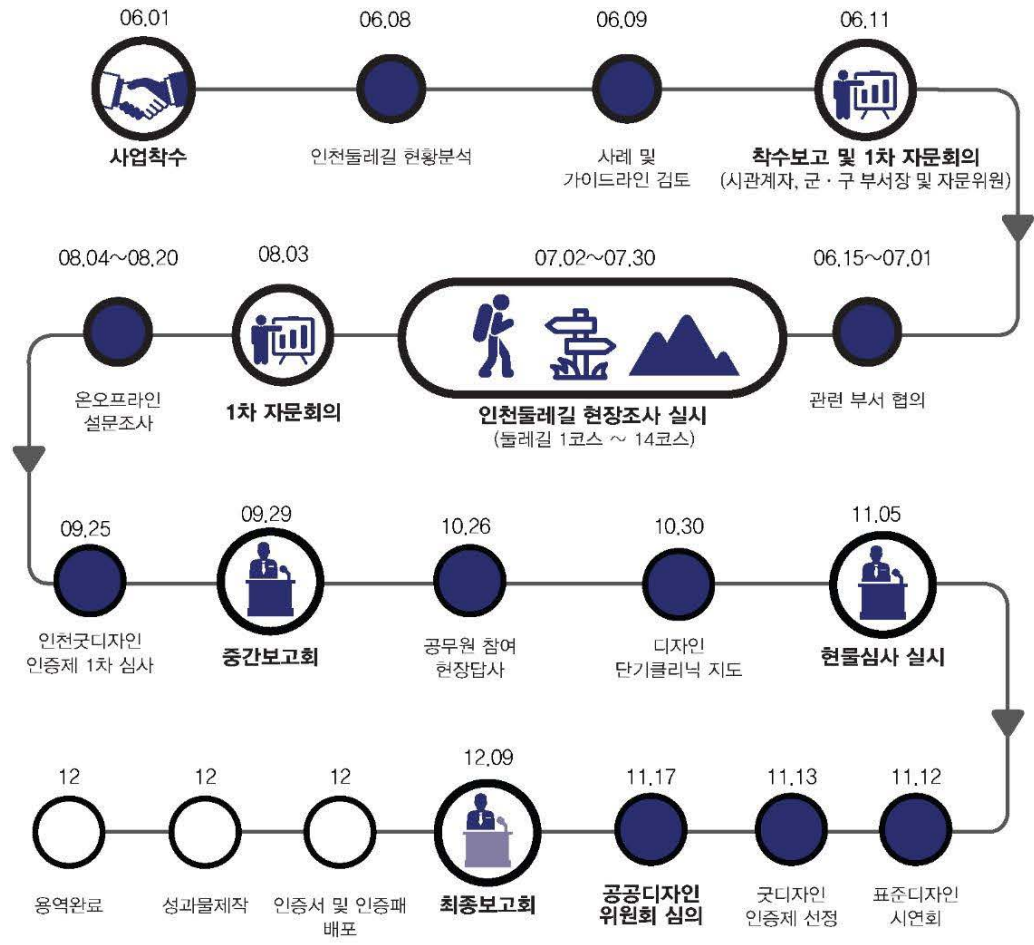 06.01
사업착수
06.08
인천둘레길 현황분석
06.09
사례 및
가이드라인 검토
06.11
착수보고 및 1차 자문회의
(시관계자, 군·구 부서장 및 자문위원)
06.15~07.01
관련 부서 협의
07.02~07.30
인천둘레길 현장조사 실시
(둘레길 1코스 ~ 14코스)
08.03
1차 자문회의
08.04~08.20
온오프라인
설문조사
09.25
인천굿디자인
인증제 1차 심사
09.29
중간보고회
10.26
공무원 참여
현장답사
10.30
디자인
단기클리닉 지도
11.05
현물심사 실시
11.12
표준디자인
시연회
11.13
굿디자인
인증제 선정
11.17
공공디자인
위원회 심의
12.09
최종보고회
12
인증서 및 인증패
배포
12
성과물제작
12
용역완료